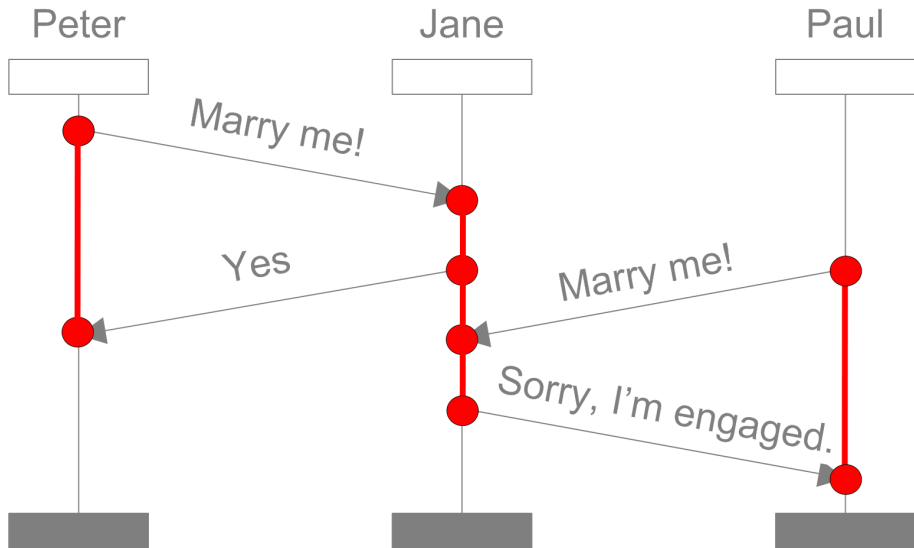 Peter
Jane
Paul
Marry me!
Yes
Marry me!
Sorry, I'm engaged.